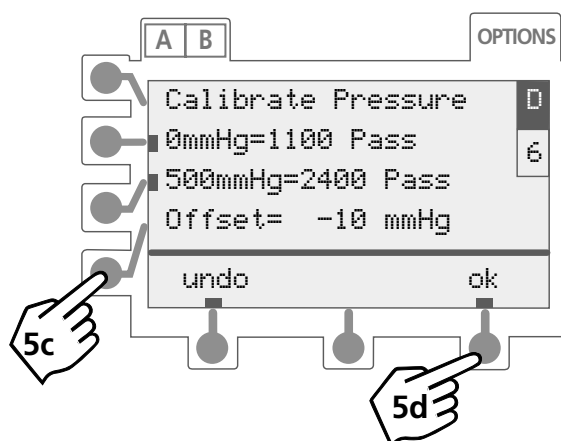 A B
OPTIONS
Calibrate Pressure
D
0mmHg=1100 Pass
6
500mmHg=2400 Pass
Offset= -10 mmHg
undo ok
5c
5d